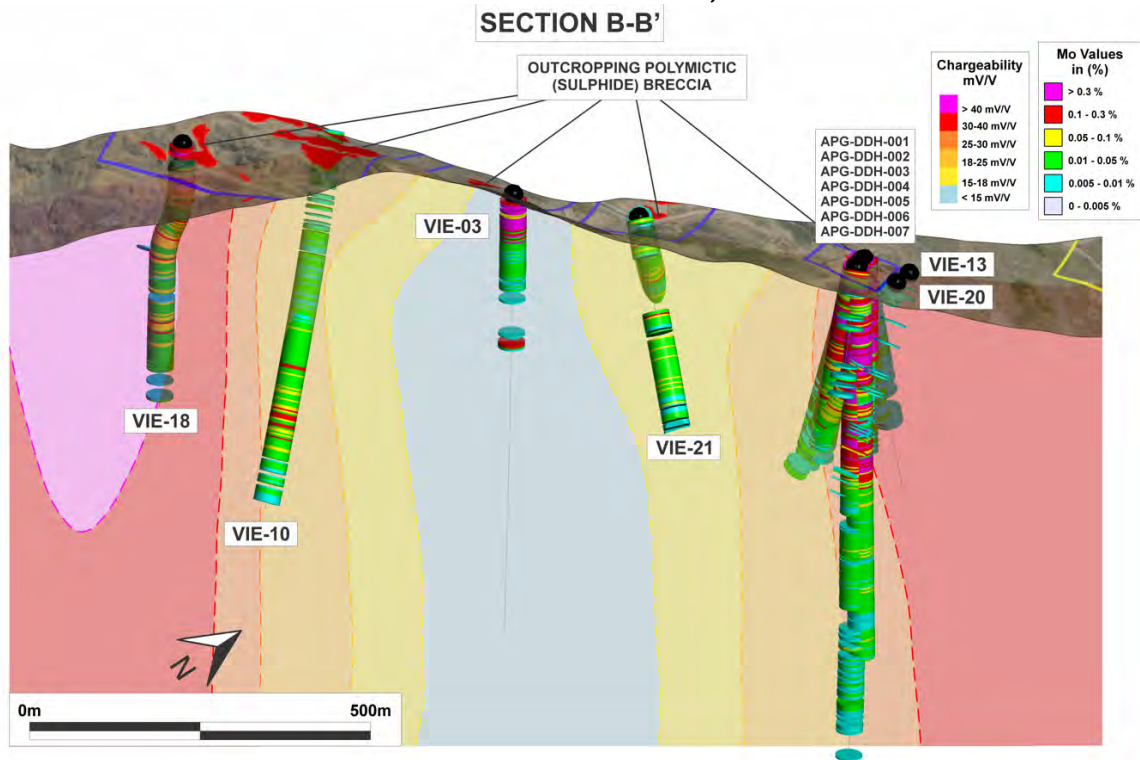 SECTION B-B'
OUTCROPPING POLYMICTIC
(SULPHIDE) BRECCIA
Chargeability
mV/V
> 40 mV/V
30-40 mV/V
25-30 mV/V
18-25 mV/V
15-18 mV/V
< 15 mV/V
Mo Values
in (%)
> 0.3 %
0.1 - 0.3 %
0.05 - 0.1 %
0.01 - 0.05 %
0.005 - 0.01 %
0 - 0.005 %
APG-DDH-001
APG-DDH-002
APG-DDH-003
APG-DDH-004
APG-DDH-005
APG-DDH-006
APG-DDH-007
VIE-03
VIE-13
VIE-20
VIE-18
VIE-21
VIE-10
N
0m
500m